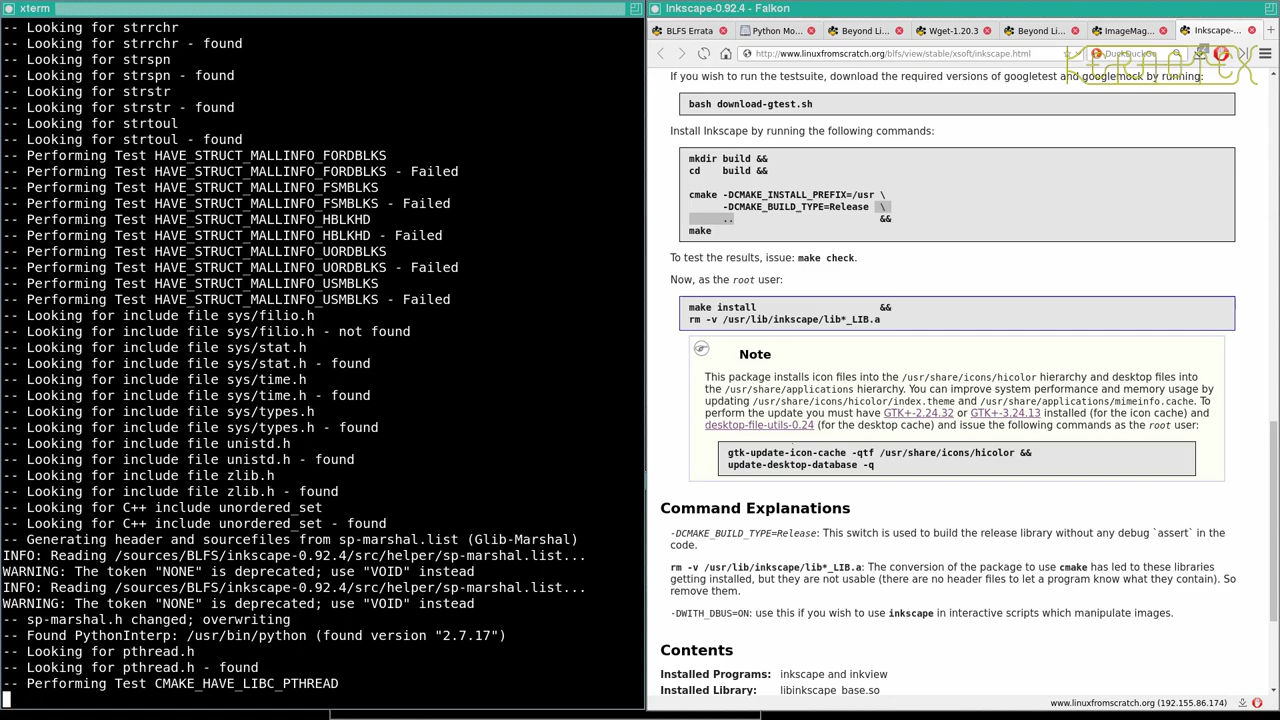 xterm
-- Looking for strrchr
-- Looking for strrchr - found
-- Looking for strspn
-- Looking for strspn - found
-- Looking for strstr
-- Looking for strstr - found
-- Looking for strtoul
-- Looking for strtoul - found
-- Performing Test HAVE_STRUCT_MALLINFO_FORDBLKS
-- Performing Test HAVE_STRUCT_MALLINFO_FORDBLKS - Failed
-- Performing Test HAVE_STRUCT_MALLINFO_FSMBLKS
-- Performing Test HAVE_STRUCT_MALLINFO_FSMBLKS - Failed
-- Performing Test HAVE_STRUCT_MALLINFO_HBLKHD
-- Performing Test HAVE_STRUCT_MALLINFO_HBLKHD - Failed
-- Performing Test HAVE_STRUCT_MALLINFO_UORDBLKS
-- Performing Test HAVE_STRUCT_MALLINFO_UORDBLKS - Failed
-- Performing Test HAVE_STRUCT_MALLINFO_USMBLKS
-- Performing Test HAVE_STRUCT_MALLINFO_USMBLKS - Failed
-- Looking for include file sys/filio.h
-- Looking for include file sys/filio.h - not found
-- Looking for include file sys/stat.h
-- Looking for include file sys/stat.h - found
-- Looking for include file sys/time.h
-- Looking for include file sys/time.h - found
-- Looking for include file sys/types.h
-- Looking for include file sys/types.h - found
-- Looking for include file unistd.h
-- Looking for include file unistd.h - found
-- Looking for include file zlib.h
-- Looking for include file zlib.h - found
-- Looking for C++ include unordered_set
-- Looking for C++ include unordered_set - found
-- Generating header and sourcefiles from sp-marshal.list (Glib-Marshal)
INFO: Reading /sources/BLFS/inkscape-0.92.4/src/helper/sp-marshal.list...
WARNING: The token "NONE" is deprecated; use "VOID" instead
INFO: Reading /sources/BLFS/inkscape-0.92.4/src/helper/sp-marshal.list...
WARNING: The token "NONE" is deprecated; use "VOID" instead
-- sp-marshal.h changed; overwriting
-- Found PythonInterp: /usr/bin/python (found version "2.7.17")
-- Looking for pthread.h
-- Looking for pthread.h - found
-- Performing Test CMAKE_HAVE_LIBC_PTHREAD
Inkscape-0.92.4 - Falkon
BLFS Errata
Python Mo...
Beyond Li...
Wget-1.20.3
Beyond Li...
ImageMag...
Inkscape-...
http://www.linuxfromscratch.org/blfs/view/stable/xsoft/inkscape.html
DuckDuckGo
If you wish to run the testsuite, download the required versions of googletest and googlemock by running:
bash download-gtest.sh
Install Inkscape by running the following commands:
mkdir build &&
cd    build &&
cmake -DCMAKE_INSTALL_PREFIX=/usr \
-DCMAKE_BUILD_TYPE=Release  \
..                        &&
make
To test the results, issue: make check.
Now, as the root user:
make install                    &&
rm -v /usr/lib/inkscape/lib*_LIB.a
Note
This package installs icon files into the /usr/share/icons/hicolor hierarchy and desktop files into
the /usr/share/applications hierarchy. You can improve system performance and memory usage by
updating /usr/share/icons/hicolor/index.theme and /usr/share/applications/mimeinfo.cache. To
perform the update you must have GTK+-2.24.32 or GTK+-3.24.13 installed (for the icon cache) and
desktop-file-utils-0.24 (for the desktop cache) and issue the following commands as the root user:
gtk-update-icon-cache -qtf /usr/share/icons/hicolor &&
update-desktop-database -q
Command Explanations
-DCMAKE_BUILD_TYPE=Release: This switch is used to build the release library without any debug `assert` in the
code.
rm -v /usr/lib/inkscape/lib*_LIB.a: The conversion of the package to use cmake has led to these libraries
getting installed, but they are not usable (there are no header files to let a program know what they contain). So
remove them.
-DWITH_DBUS=ON: use this if you wish to use inkscape in interactive scripts which manipulate images.
Contents
Installed Programs: inkscape and inkview
Installed Library: libinkscape_base.so
www.linuxfromscratch.org (192.155.86.174)